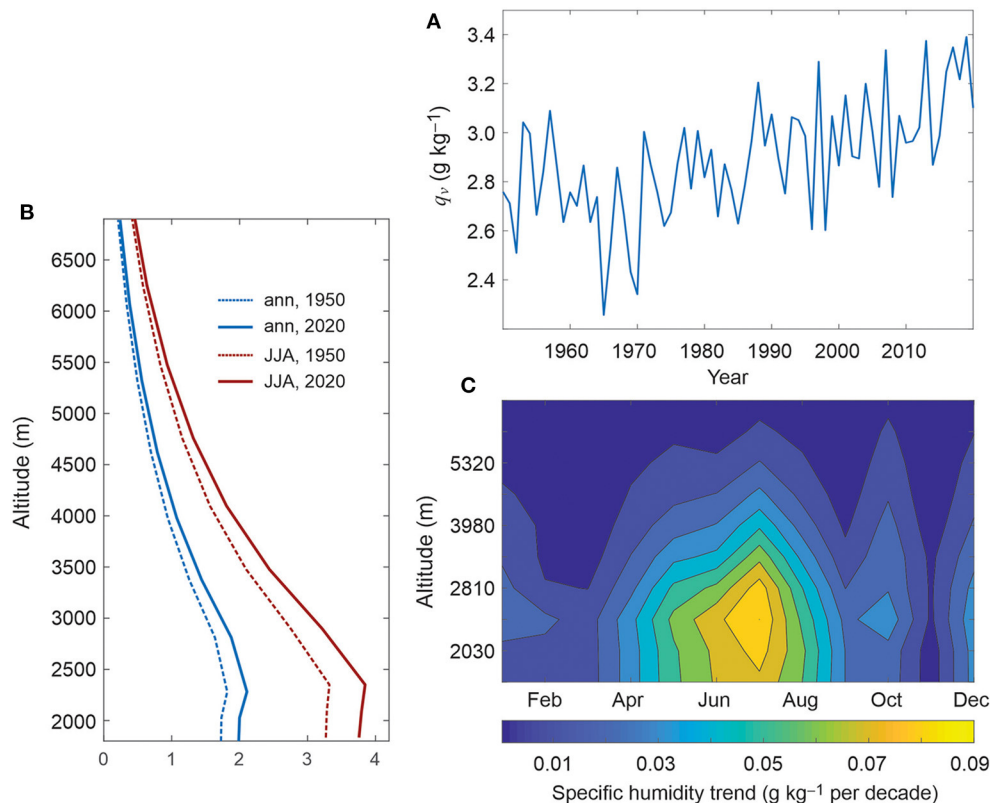 A
3.4
3.2
3.0
2.8
2.6
2.4
qv (g kg⁻¹)
1960 1970 1980 1990 2000 2010
Year
B
6500
6000
5500
5000
4500
4000
3500
3000
2500
2000
Altitude (m)
ann, 1950
ann, 2020
JJA, 1950
JJA, 2020
0 1 2 3 4
C
5320
3980
2810
2030
Altitude (m)
Feb Apr Jun Aug Oct Dec
0.01 0.03 0.05 0.07 0.09
Specific humidity trend (g kg⁻¹ per decade)